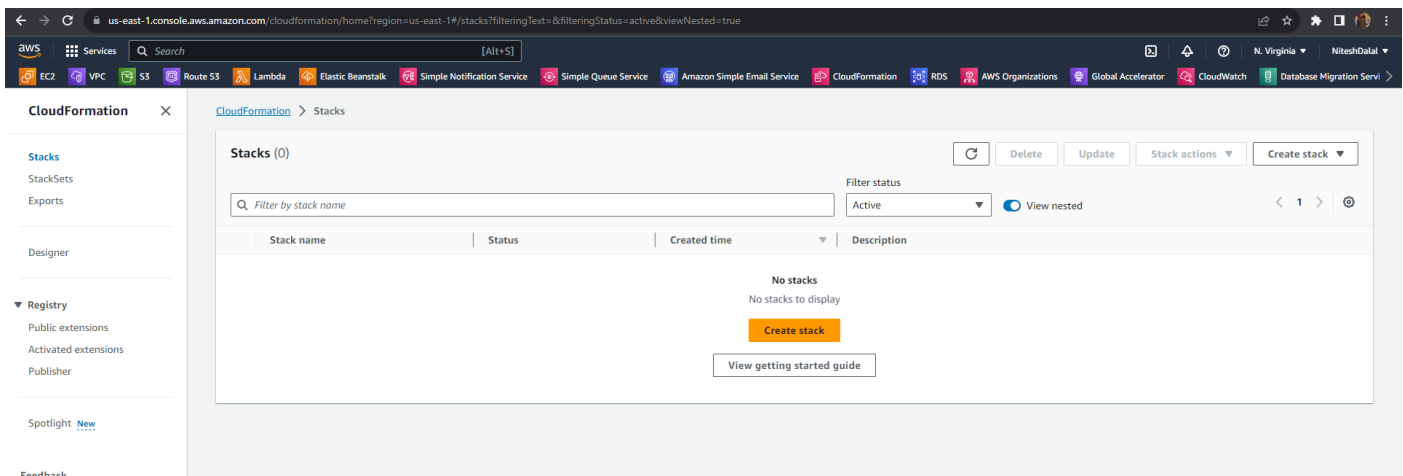 us-east-1.console.aws.amazon.com/cloudformation/home?region=us-east-1#/stacks?filteringText=&filteringStatus=active&viewNested=true
aws Services Search [Alt+S] N. Virginia ▼ NiteshDalal ▼
EC2 VPC S3 Route 53 Lambda Elastic Beanstalk Simple Notification Service Simple Queue Service Amazon Simple Email Service CloudFormation RDS AWS Organizations Global Accelerator CloudWatch Database Migration Servi
CloudFormation
Stacks
StackSets
Exports
Designer
Registry
Public extensions
Activated extensions
Publisher
Spotlight New
Feedback
CloudFormation > Stacks
Stacks (0) Delete Update Stack actions ▼ Create stack ▼
Filter status
Filter by stack name Active View nested 1
Stack name Status Created time Description
No stacks
No stacks to display
Create stack
View getting started guide